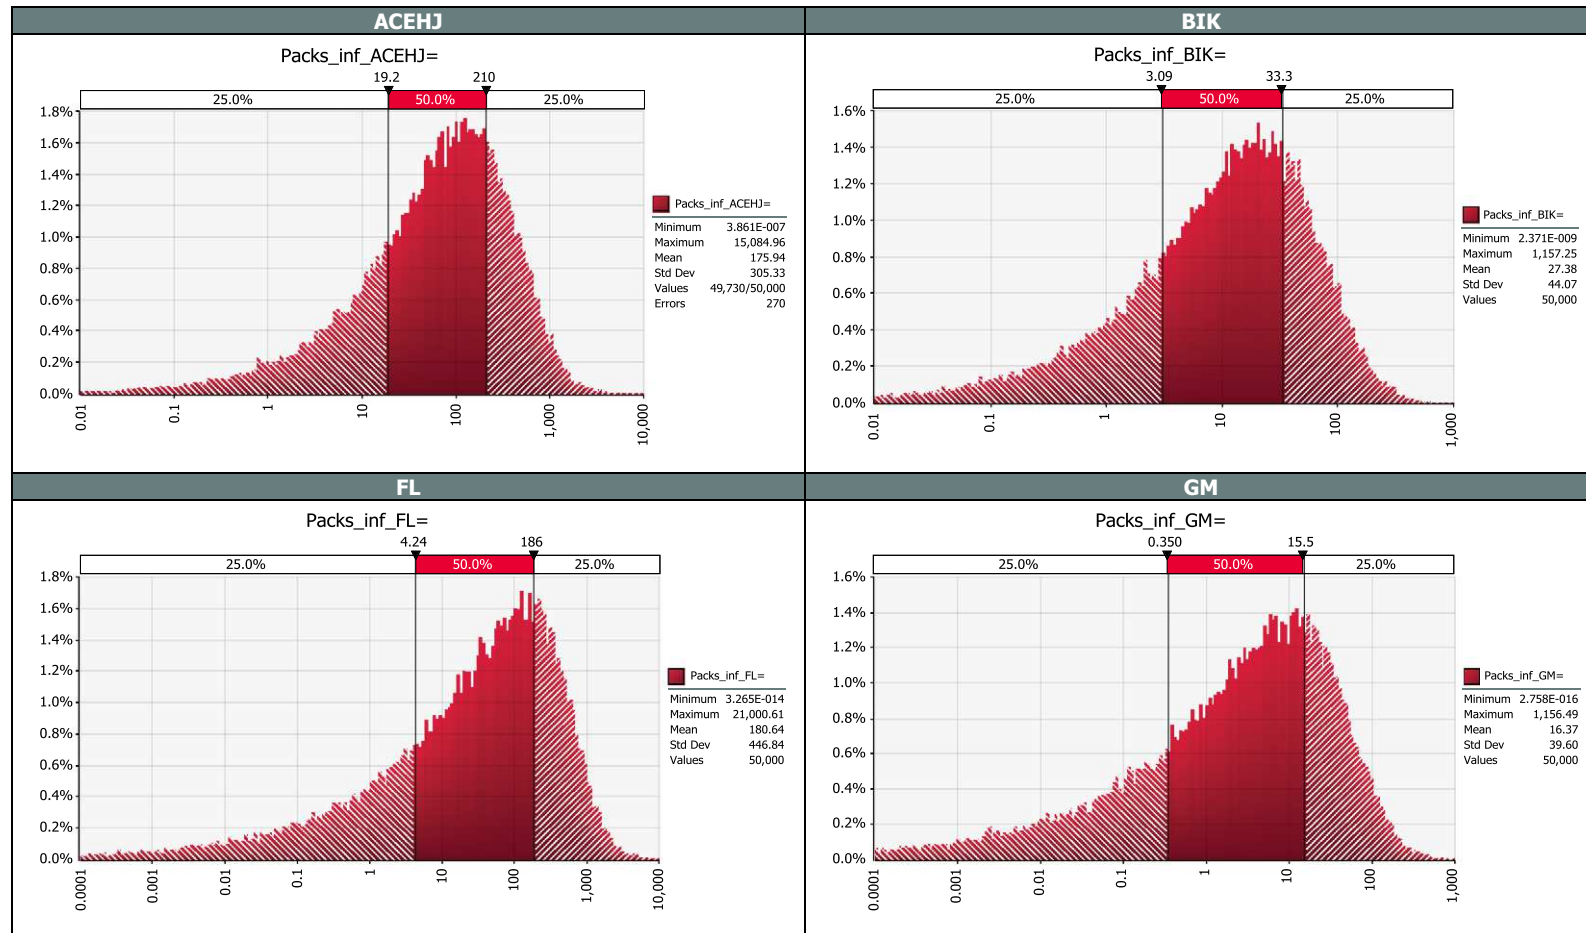 ACEHJ
Packs_inf_ACEHJ=
19.2 210
25.0% 50.0% 25.0%
1.8%
1.6%
1.4%
1.2%
1.0%
0.8%
0.6%
0.4%
0.2%
0.0%
0.01 0.1 1 10 100 1,000 10,000
Packs_inf_ACEHJ=
Minimum 3.861E-007
Maximum 15,084.96
Mean 175.94
Std Dev 305.33
Values 49,730/50,000
Errors 270
BIK
Packs_inf_BIK=
3.09 33.3
25.0% 50.0% 25.0%
1.6%
1.4%
1.2%
1.0%
0.8%
0.6%
0.4%
0.2%
0.0%
0.01 0.1 1 10 100 1,000
Packs_inf_BIK=
Minimum 2.371E-009
Maximum 1,157.25
Mean 27.38
Std Dev 44.07
Values 50,000
FL
Packs_inf_FL=
4.24 186
25.0% 50.0% 25.0%
1.8%
1.6%
1.4%
1.2%
1.0%
0.8%
0.6%
0.4%
0.2%
0.0%
0.0001 0.001 0.01 0.1 1 10 100 1,000 10,000
Packs_inf_FL=
Minimum 3.265E-014
Maximum 21,000.61
Mean 180.64
Std Dev 446.84
Values 50,000
GM
Packs_inf_GM=
0.350 15.5
25.0% 50.0% 25.0%
1.6%
1.4%
1.2%
1.0%
0.8%
0.6%
0.4%
0.2%
0.0%
0.0001 0.001 0.01 0.1 1 10 100 1,000
Packs_inf_GM=
Minimum 2.758E-016
Maximum 1,156.49
Mean 16.37
Std Dev 39.60
Values 50,000